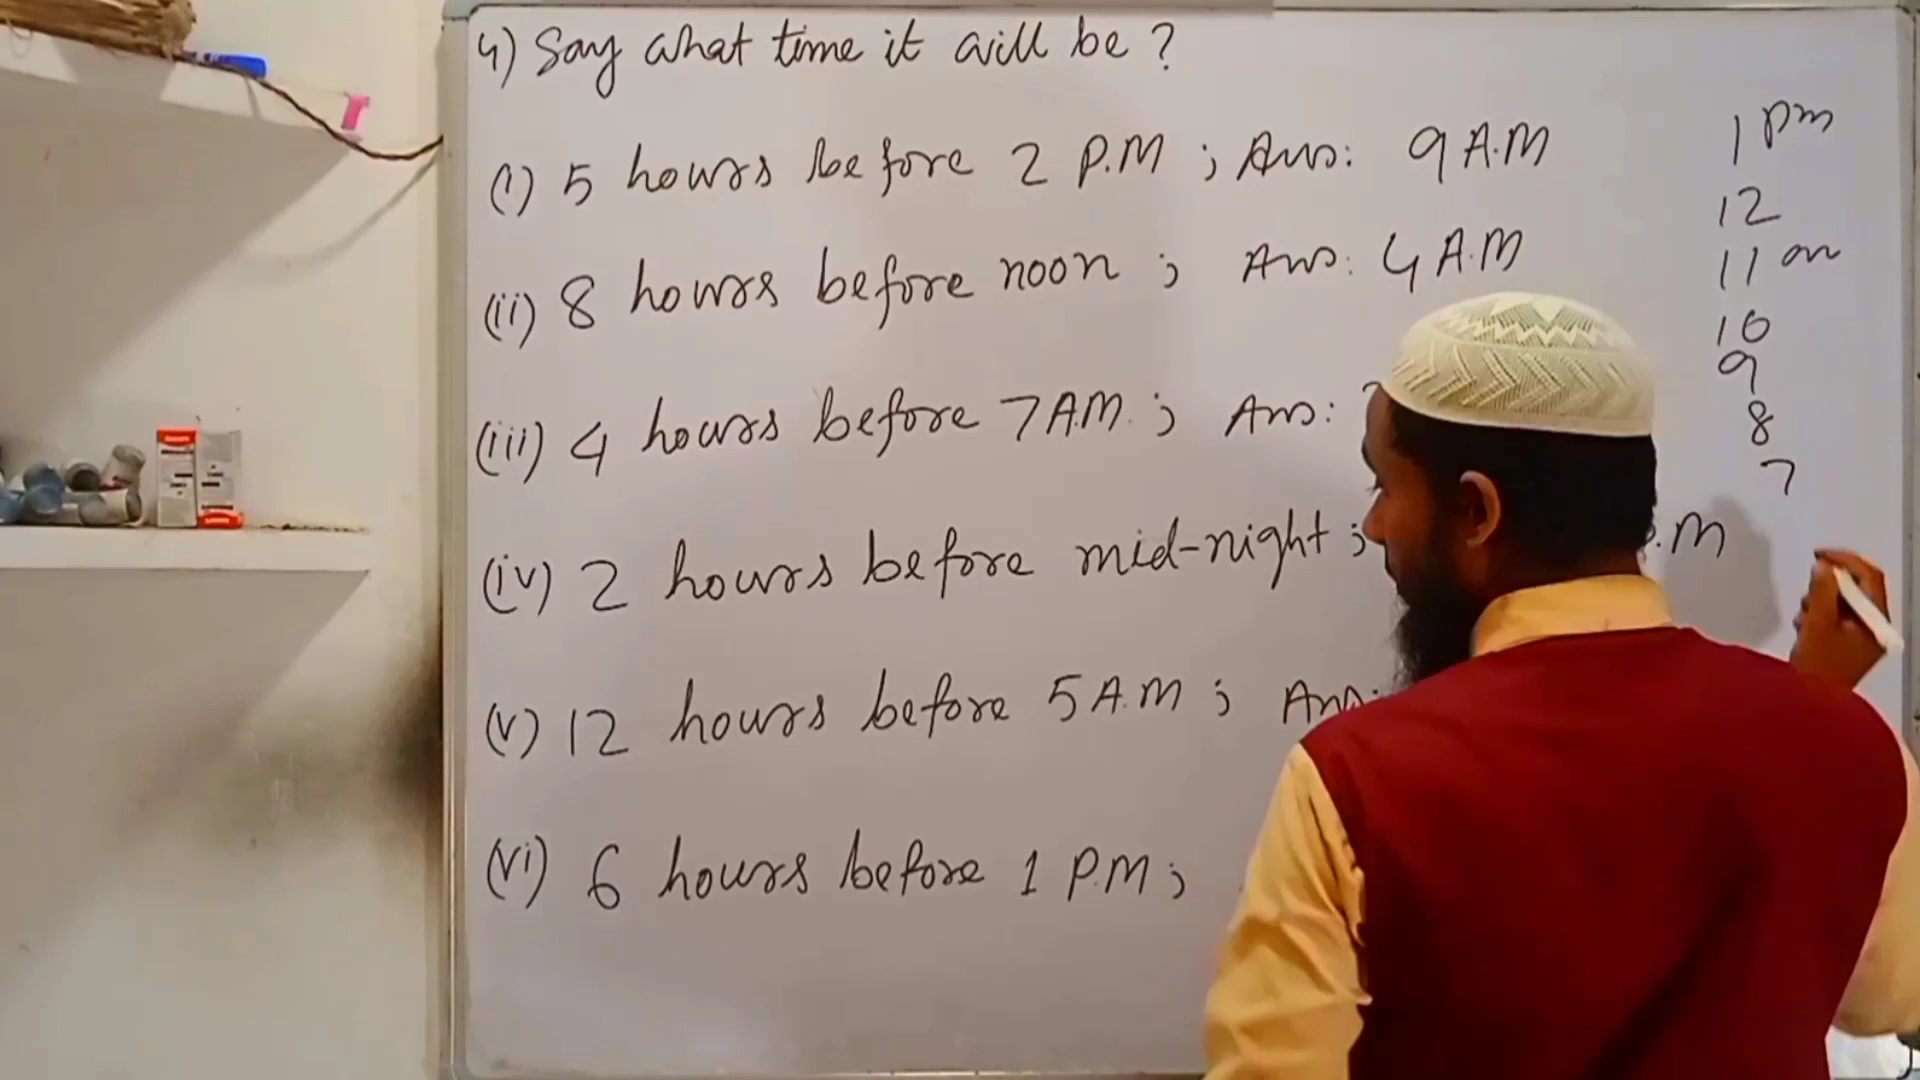 4) Say what time it will be ?
(i) 5 hours before 2 P.M ; Ans: 9 A.M
(ii) 8 hours before noon ; Ans: 4 A.M
(iii) 4 hours before 7 A.M. ; Ans:
(iv) 2 hours before mid-night ; .M
(v) 12 hours before 5 A.M ; Ans:
(vi) 6 hours before 1 P.M ;
1 pm
12
11 am
10
9
8
7